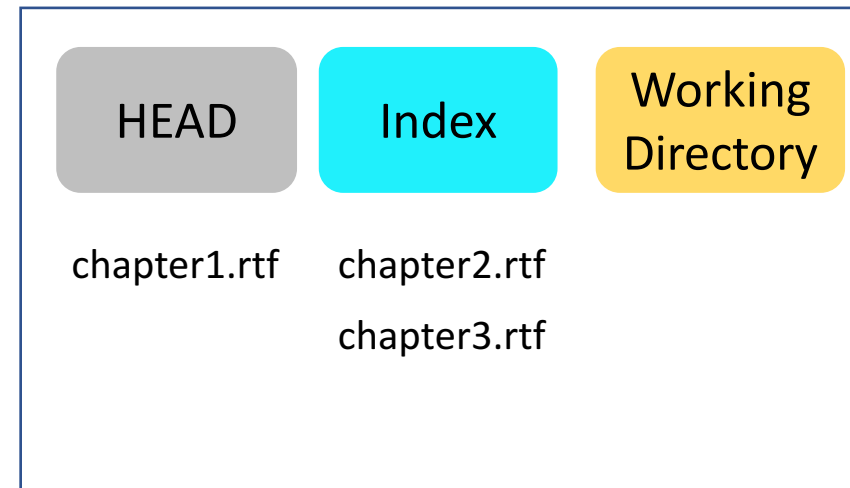 HEAD
Index
Working
Directory
chapter1.rtf
chapter2.rtf
chapter3.rtf